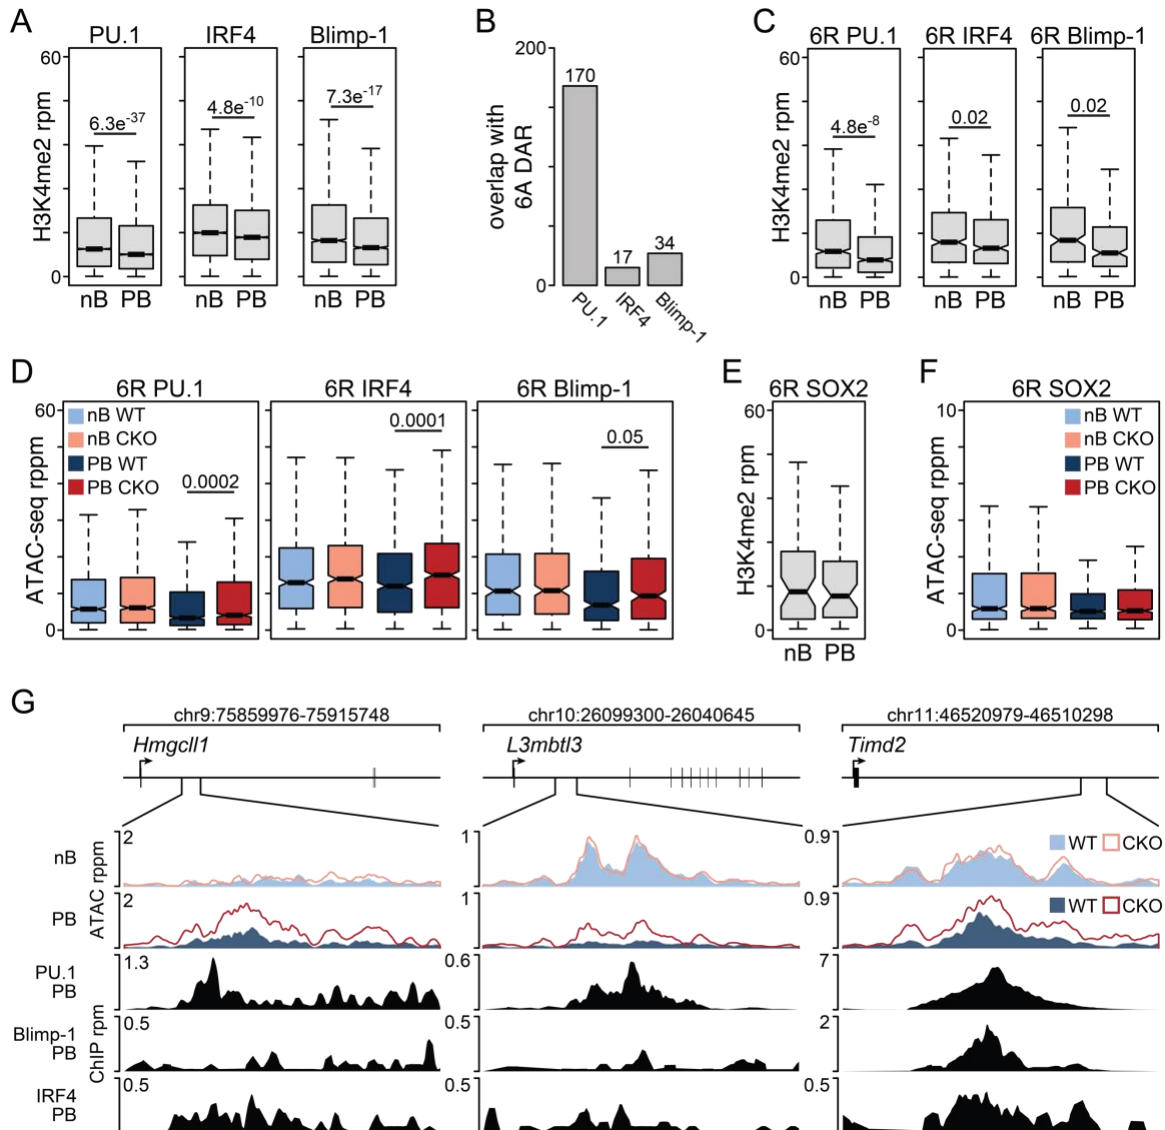 A
PU.1
IRF4
Blimp-1
H3K4me2 rpm
60
0
6.3e-37
4.8e-10
7.3e-17
nB PB
nB PB
nB PB
B
overlap with
6A DAR
200
0
170
17
34
PU.1
IRF4
Blimp-1
C
6R PU.1
6R IRF4
6R Blimp-1
H3K4me2 rpm
60
0
4.8e-8
0.02
0.02
nB PB
nB PB
nB PB
D
6R PU.1
6R IRF4
6R Blimp-1
ATAC-seq rppm
60
0
nB WT
nB CKO
PB WT
PB CKO
0.0002
0.0001
0.05
E
6R SOX2
H3K4me2 rpm
60
0
nB PB
F
6R SOX2
ATAC-seq rppm
10
0
nB WT
nB CKO
PB WT
PB CKO
G
chr9:75859976-75915748
chr10:26099300-26040645
chr11:46520979-46510298
Hmgcll1
L3mbtl3
Timd2
nB
2
1
0.9
WT CKO
ATAC rppm
PB
2
1
0.9
WT CKO
PU.1
PB
1.3
0.6
7
ChIP rpm
Blimp-1
PB
0.5
0.5
2
IRF4
PB
0.5
0.5
0.5